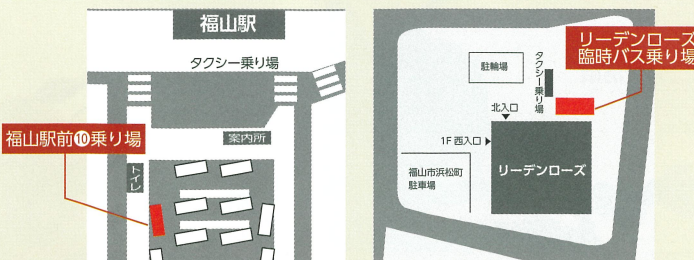 福山駅
タクシー乗り場
案内所
福山駅前⑩乗り場
トイレ
リーデンローズ
臨時バス乗り場
駐輪場
タクシー乗り場
北入口
1F 西入口
リーデンローズ
福山市浜松町
駐車場